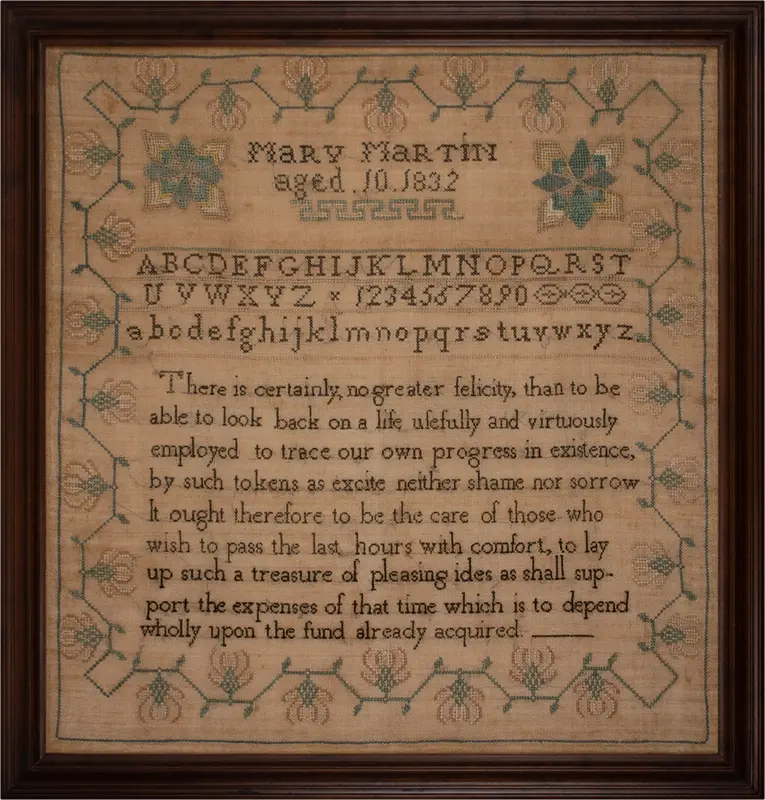 Mary Martin
aged .10. 1832
ABCDEFGHIJKLMNOPQRST
UVWXYZ × 1234567890
abcdefghijklmnopqrstuvwxyz
There is certainly, no greater felicity, than to be
able to look back on a life uſefully and virtuously
employed to trace our own progress in existence,
by such tokens as excite neither shame nor sorrow
It ought therefore to be the care of those who
wish to pass the last hours with comfort, to lay
up such a treasure of pleasing ides as shall sup-
port the expenses of that time which is to depend
wholly upon the fund already acquired.